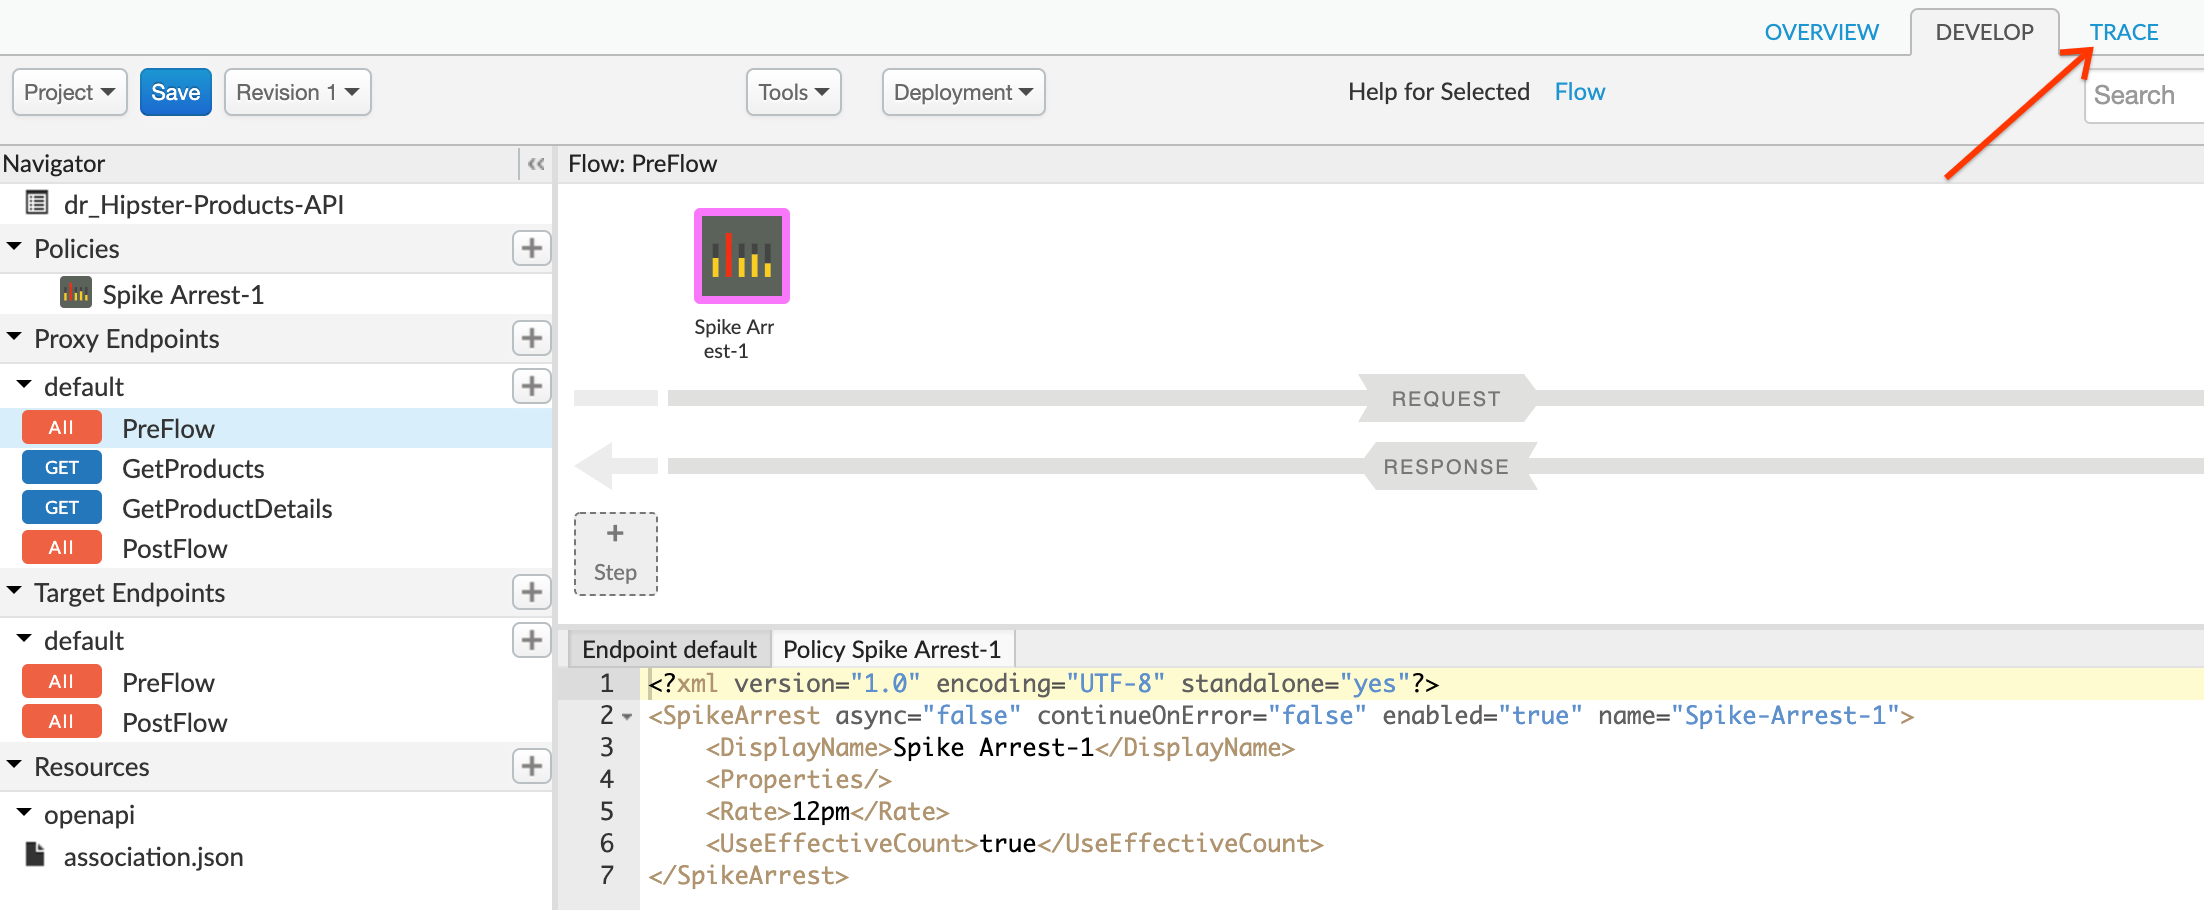 OVERVIEW DEVELOP TRACE
Project Save Revision 1 Tools Deployment Help for Selected Flow Search
Navigator «
dr_Hipster-Products-API
Policies +
Spike Arrest-1
Proxy Endpoints +
default +
All PreFlow
GET GetProducts
GET GetProductDetails
All PostFlow
Target Endpoints +
default +
All PreFlow
All PostFlow
Resources +
openapi
association.json
Flow: PreFlow
Spike Arr
est-1
REQUEST
RESPONSE
+
Step
Endpoint default Policy Spike Arrest-1
1 <?xml version="1.0" encoding="UTF-8" standalone="yes"?>
2 <SpikeArrest async="false" continueOnError="false" enabled="true" name="Spike-Arrest-1">
3 <DisplayName>Spike Arrest-1</DisplayName>
4 <Properties/>
5 <Rate>12pm</Rate>
6 <UseEffectiveCount>true</UseEffectiveCount>
7 </SpikeArrest>